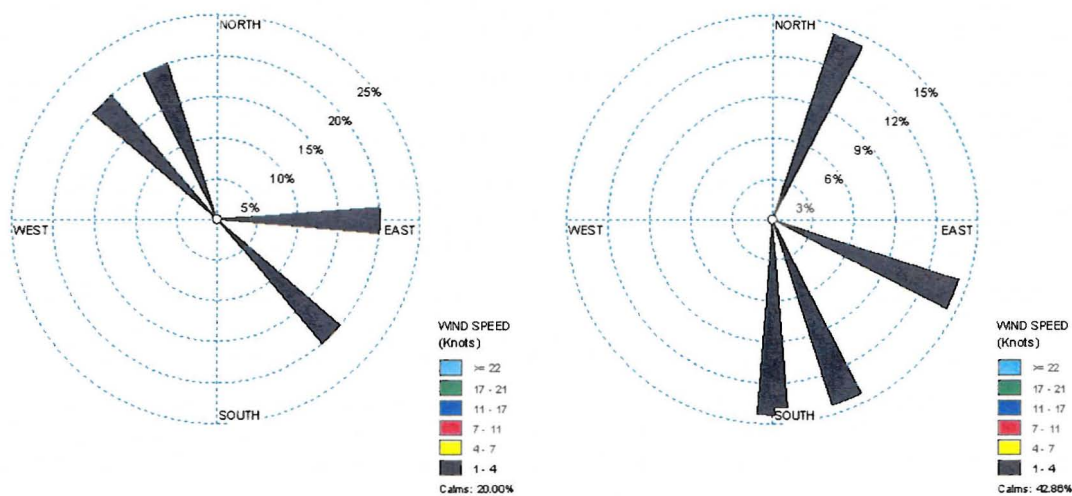 NORTH
25%
20%
15%
10%
5%
WEST
EAST
SOUTH
WIND SPEED
(Knots)
>= 22
17 - 21
11 - 17
7 - 11
4 - 7
1 - 4
Calms: 20.00%
NORTH
15%
12%
9%
6%
3%
WEST
EAST
SOUTH
WIND SPEED
(Knots)
>= 22
17 - 21
11 - 17
7 - 11
4 - 7
1 - 4
Calms: 42.86%